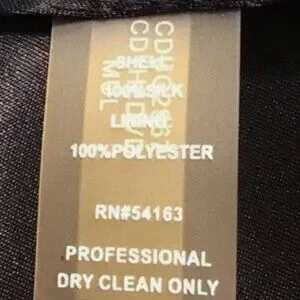 SHELL
100%SILK
LINING
100%POLYESTER
RN#54163
PROFESSIONAL
DRY CLEAN ONLY